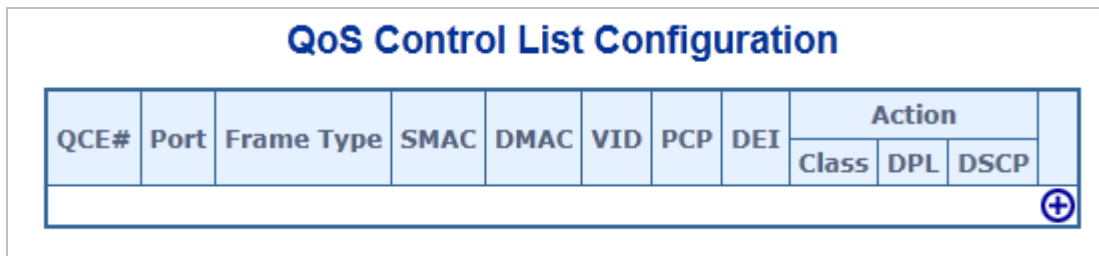 QoS Control List Configuration
QCE# Port Frame Type SMAC DMAC VID PCP DEI Action
Class DPL DSCP